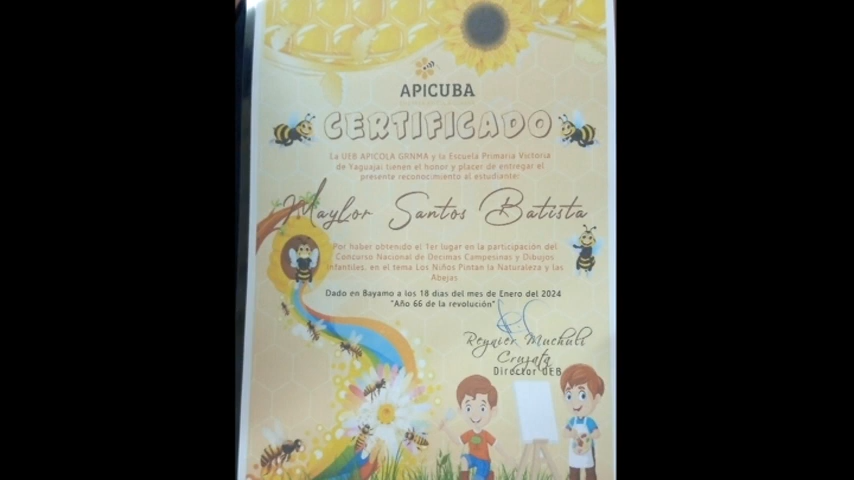 APICUBA
CERTIFICADO
La UEB APICOLA GRNMA y la Escuela Primaria Victoria
de Yaguajai tienen el honor y placer de entregar el
presente reconocimiento al estudiante:
Maylor Santos Batista
Por haber obtenido el 1er lugar en la participación del
Concurso Nacional de Decimas Campesinas y Dibujos
infantiles, en el tema Los Niños Pintan la Naturaleza y las
Abejas
Dado en Bayamo a los 18 dias del mes de Enero del 2024
"Año 66 de la revolución"
Reynier Muchuli
Cruzata
Director UEB